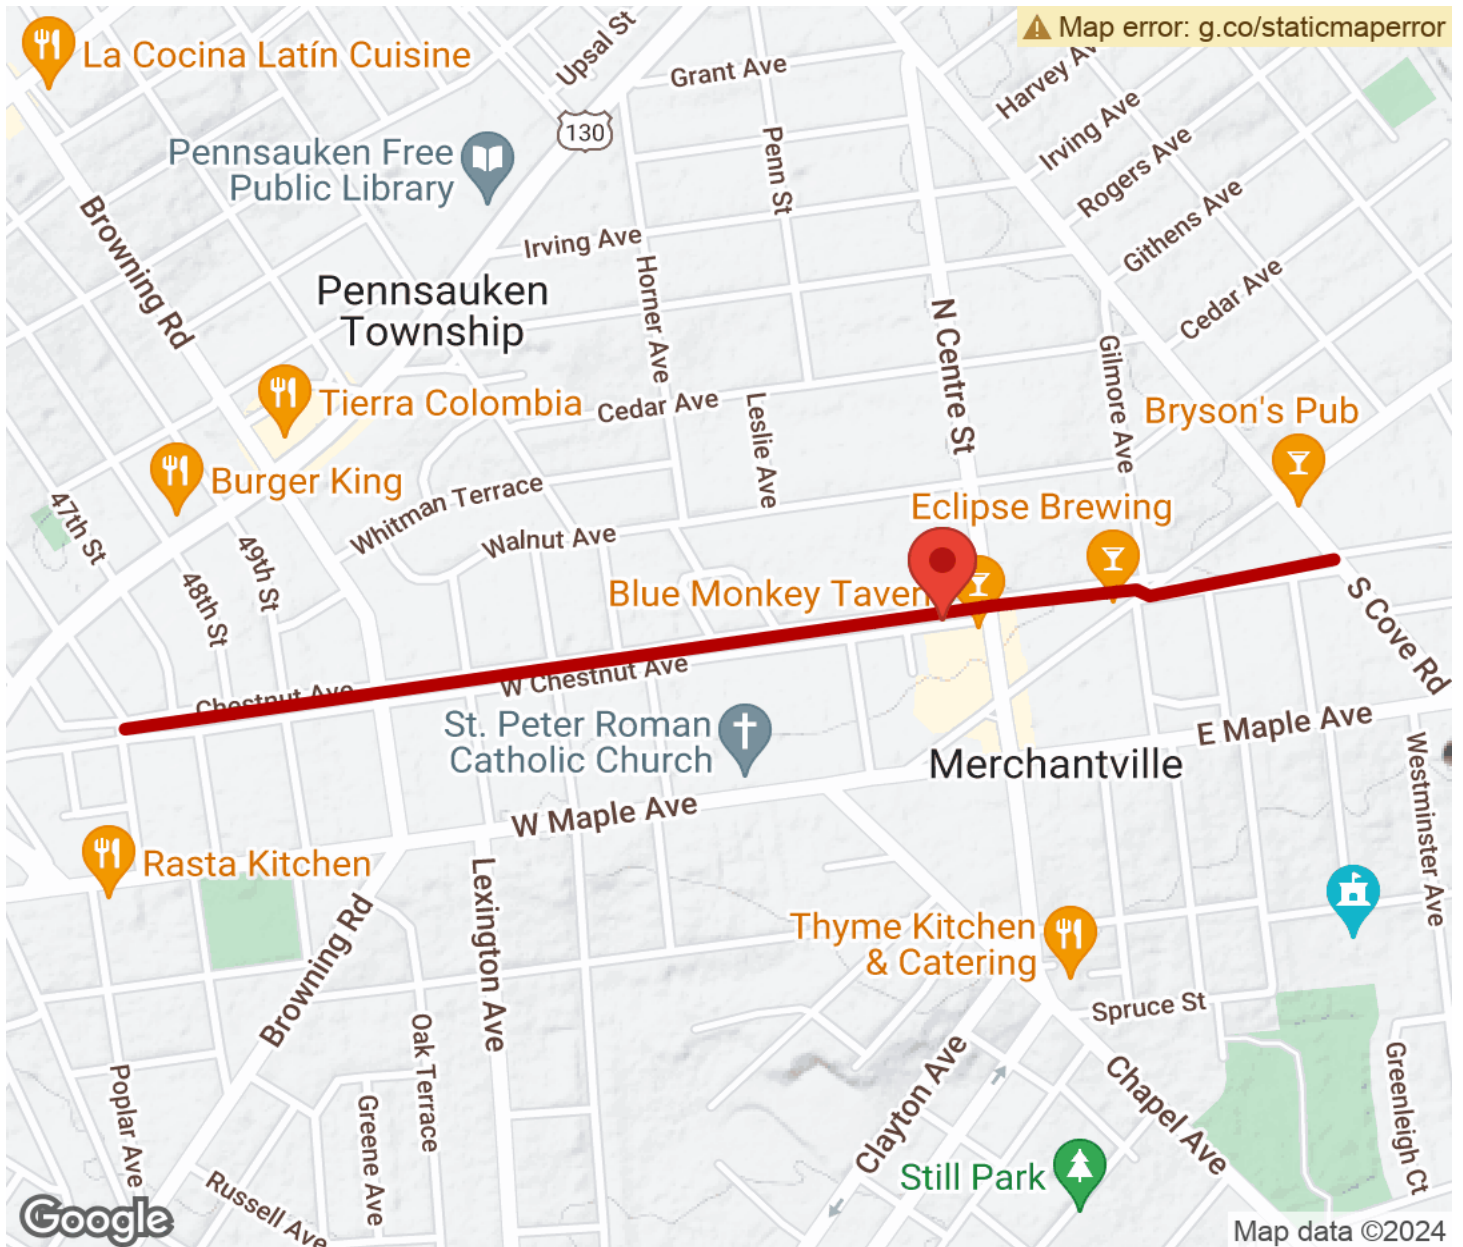 Map error: g.co/staticmaperror
La Cocina Latín Cuisine
Upsal St
Grant Ave
Harvey Av
Irving Ave
Rogers Ave
Githens Ave
Cedar Ave
130
Pennsauken Free
Public Library
Penn St
Browning Rd
Irving Ave
Horner Ave
Pennsauken
Township
N Centre St
Gilmore Ave
Tierra Colombia
Cedar Ave
Leslie Ave
Bryson's Pub
Burger King
Whitman Terrace
Eclipse Brewing
47th St
49th St
48th St
Walnut Ave
Blue Monkey Tavern
S Cove Rd
Chestnut Ave
W Chestnut Ave
St. Peter Roman
Catholic Church
E Maple Ave
Merchantville
Westminster Ave
W Maple Ave
Rasta Kitchen
Lexington Ave
Browning Rd
Thyme Kitchen
& Catering
Spruce St
Oak Terrace
Poplar Ave
Greene Ave
Clayton Ave
Chapel Ave
Greenleigh Ct
Still Park
Russell Ave
Google
Map data ©2024